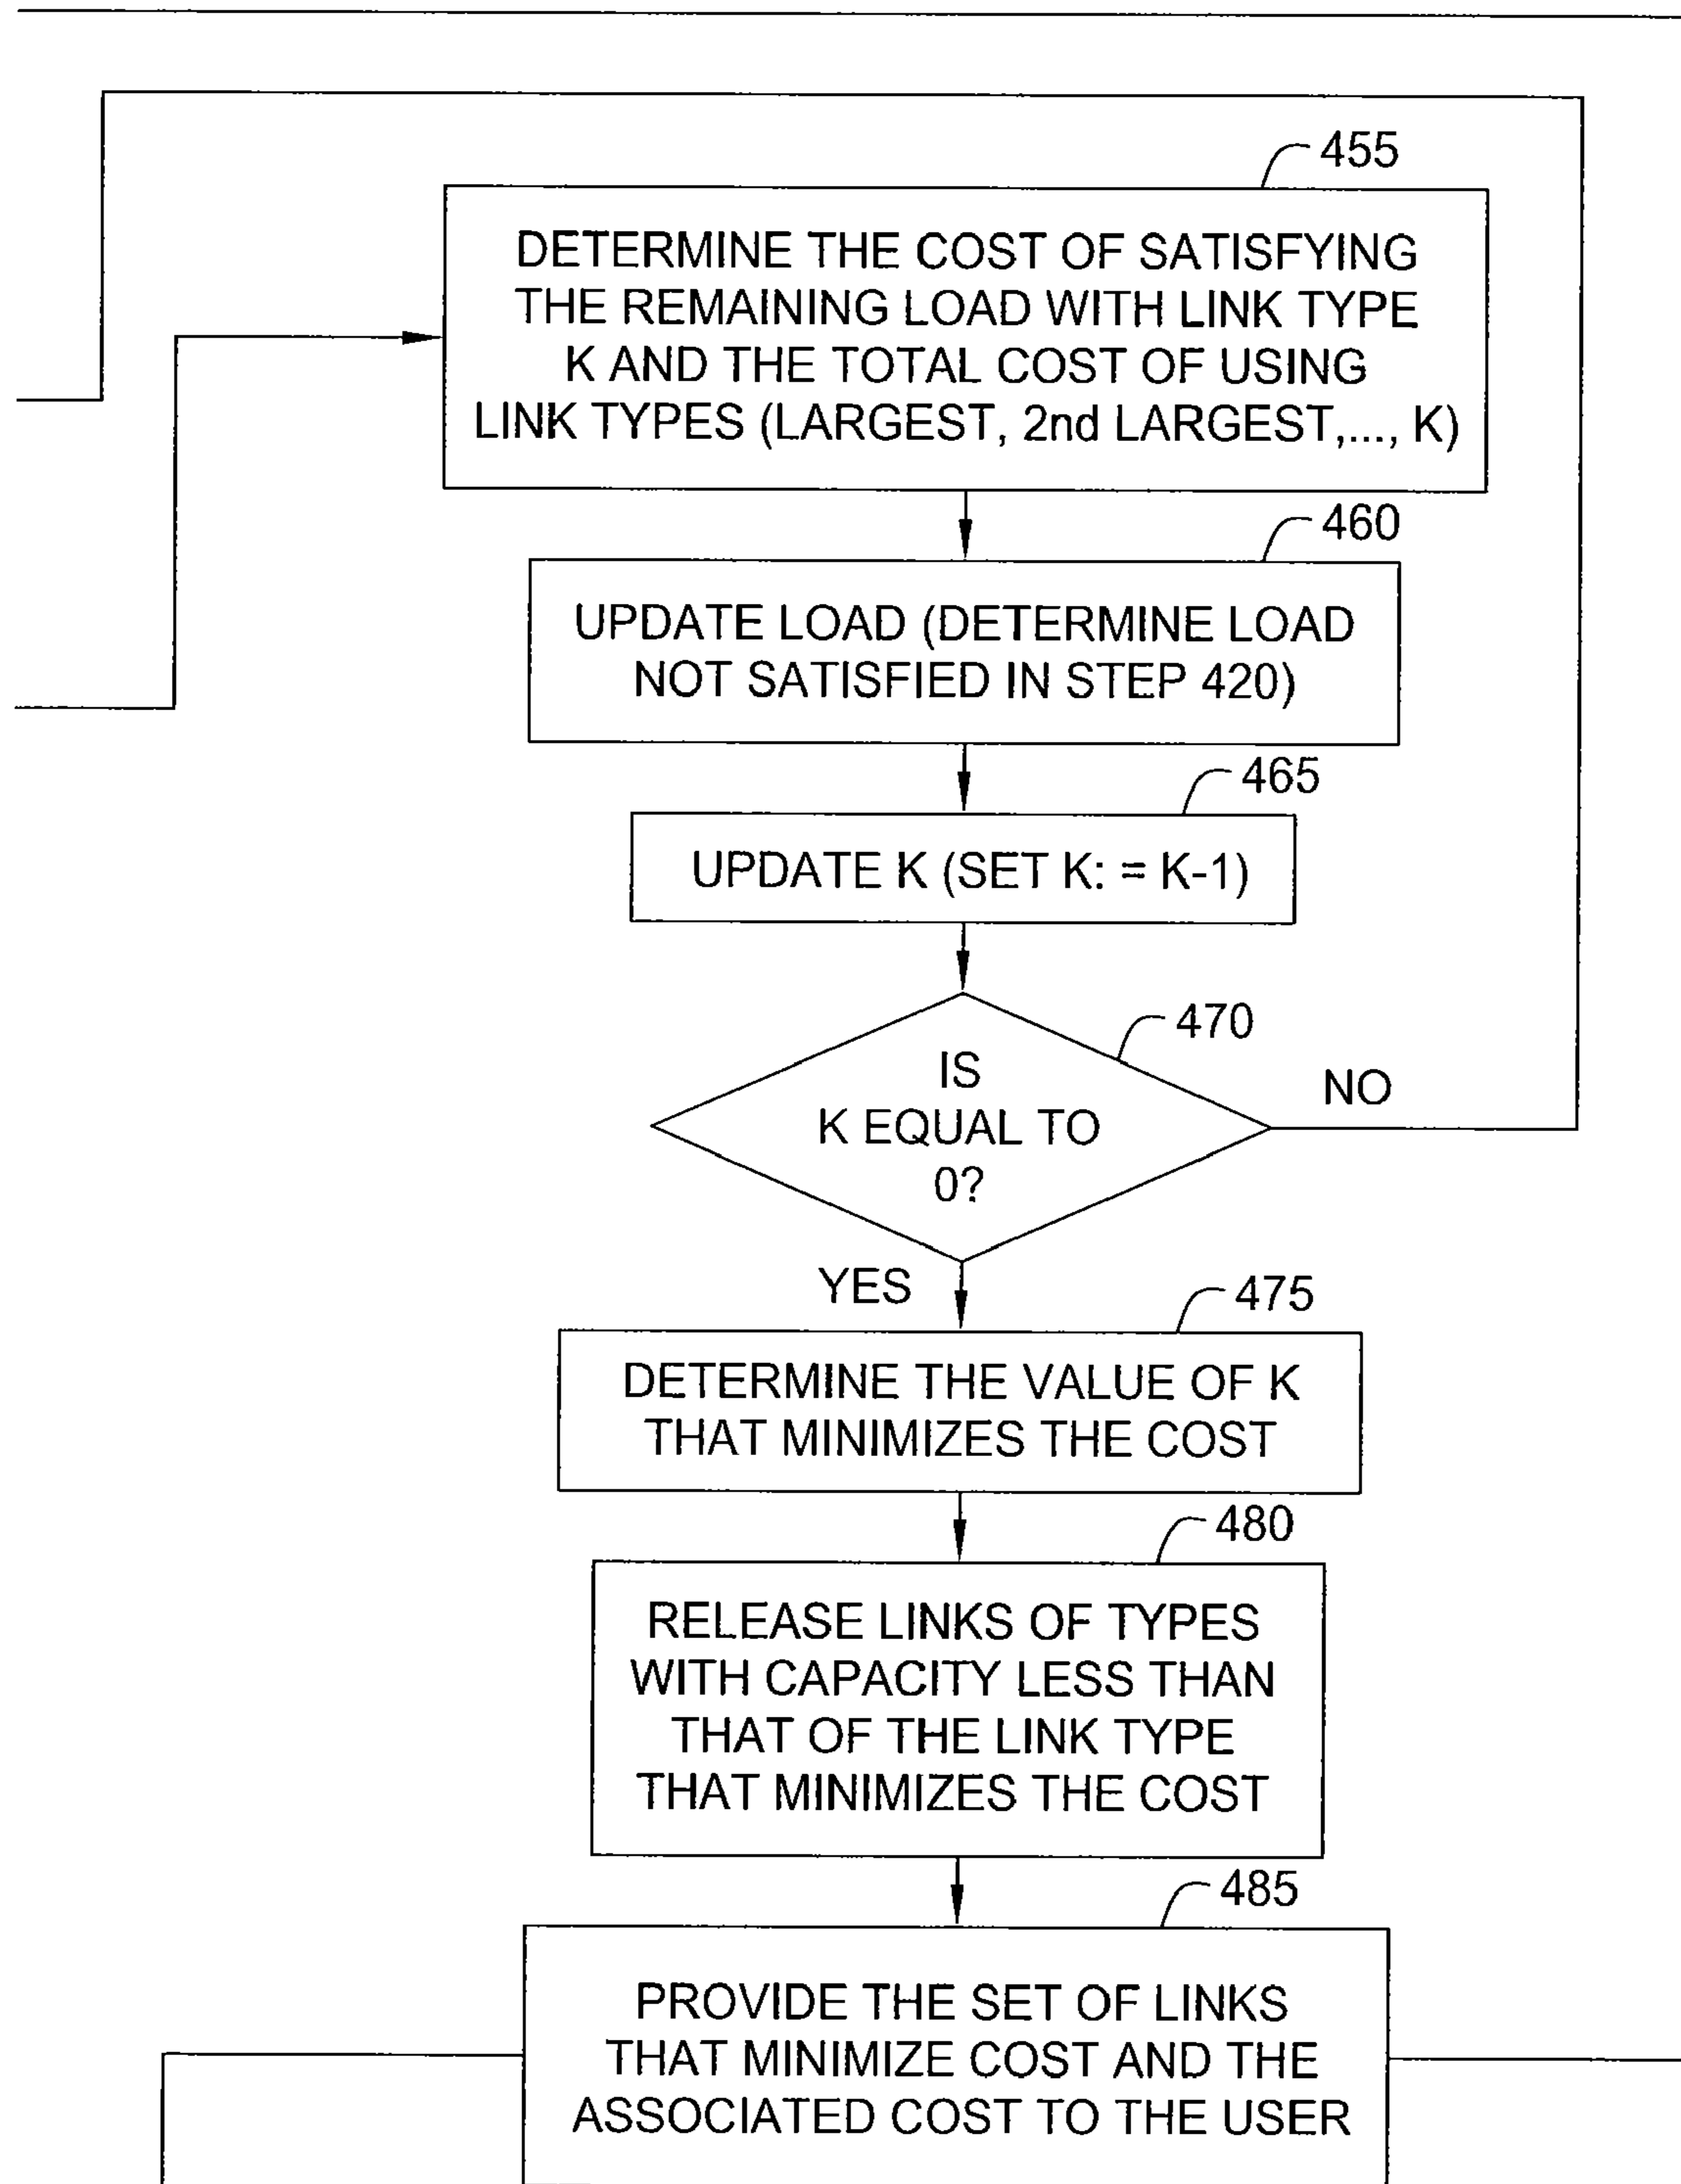 455
DETERMINE THE COST OF SATISFYING
THE REMAINING LOAD WITH LINK TYPE
K AND THE TOTAL COST OF USING
LINK TYPES (LARGEST, 2nd LARGEST,..., K)
460
UPDATE LOAD (DETERMINE LOAD
NOT SATISFIED IN STEP 420)
465
UPDATE K (SET K: = K-1)
470
IS
K EQUAL TO
0?
NO
YES
475
DETERMINE THE VALUE OF K
THAT MINIMIZES THE COST
480
RELEASE LINKS OF TYPES
WITH CAPACITY LESS THAN
THAT OF THE LINK TYPE
THAT MINIMIZES THE COST
485
PROVIDE THE SET OF LINKS
THAT MINIMIZE COST AND THE
ASSOCIATED COST TO THE USER